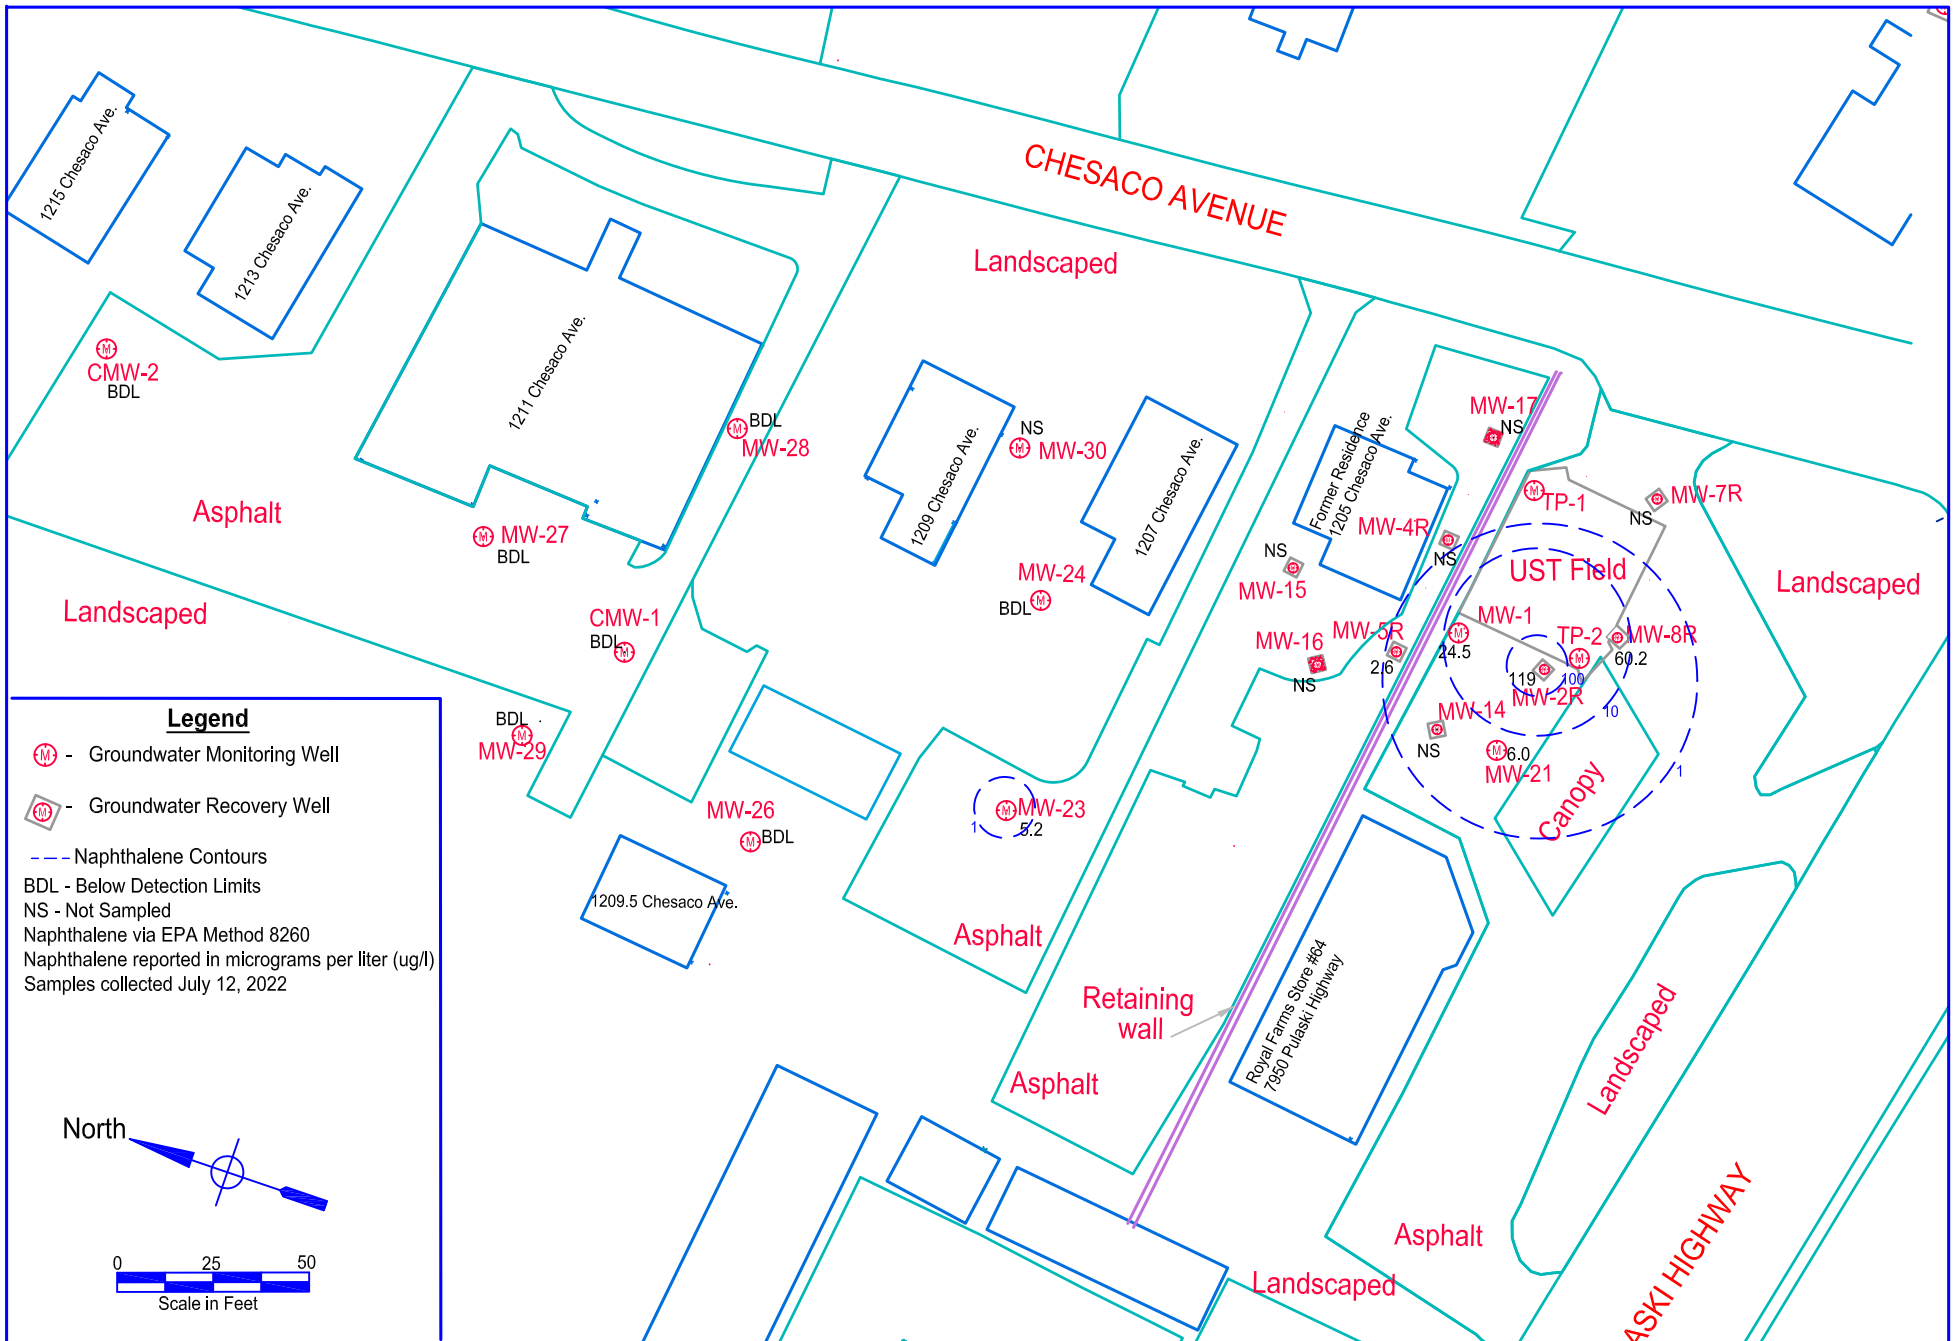 CHESACO AVENUE
1215 Chesaco Ave.
1213 Chesaco Ave.
1211 Chesaco Ave.
1209 Chesaco Ave.
1207 Chesaco Ave.
Former Residence
1205 Chesaco Ave.
Landscaped
CMW-2
BDL
BDL
MW-28
NS
MW-30
MW-17
NS
TP-1
MW-7R
NS
Asphalt
MW-27
BDL
MW-4R
NS
UST Field
Landscaped
NS
MW-15
MW-24
BDL
Landscaped
CMW-1
BDL
MW-16
NS
MW-5R
2.6
MW-1
24.5
TP-2
MW-8R
60.2
119
100
MW-2R
10
MW-14
NS
6.0
MW-21
1
Canopy
BDL
MW-29
MW-26
BDL
MW-23
5.2
1
1209.5 Chesaco Ave.
Asphalt
Retaining
wall
Asphalt
Royal Farms Store #64
7950 Pulaski Highway
Landscaped
Asphalt
Landscaped
ASKI HIGHWAY
Legend
M - Groundwater Monitoring Well
M - Groundwater Recovery Well
Naphthalene Contours
BDL - Below Detection Limits
NS - Not Sampled
Naphthalene via EPA Method 8260
Naphthalene reported in micrograms per liter (ug/l)
Samples collected July 12, 2022
North
0 25 50
Scale in Feet